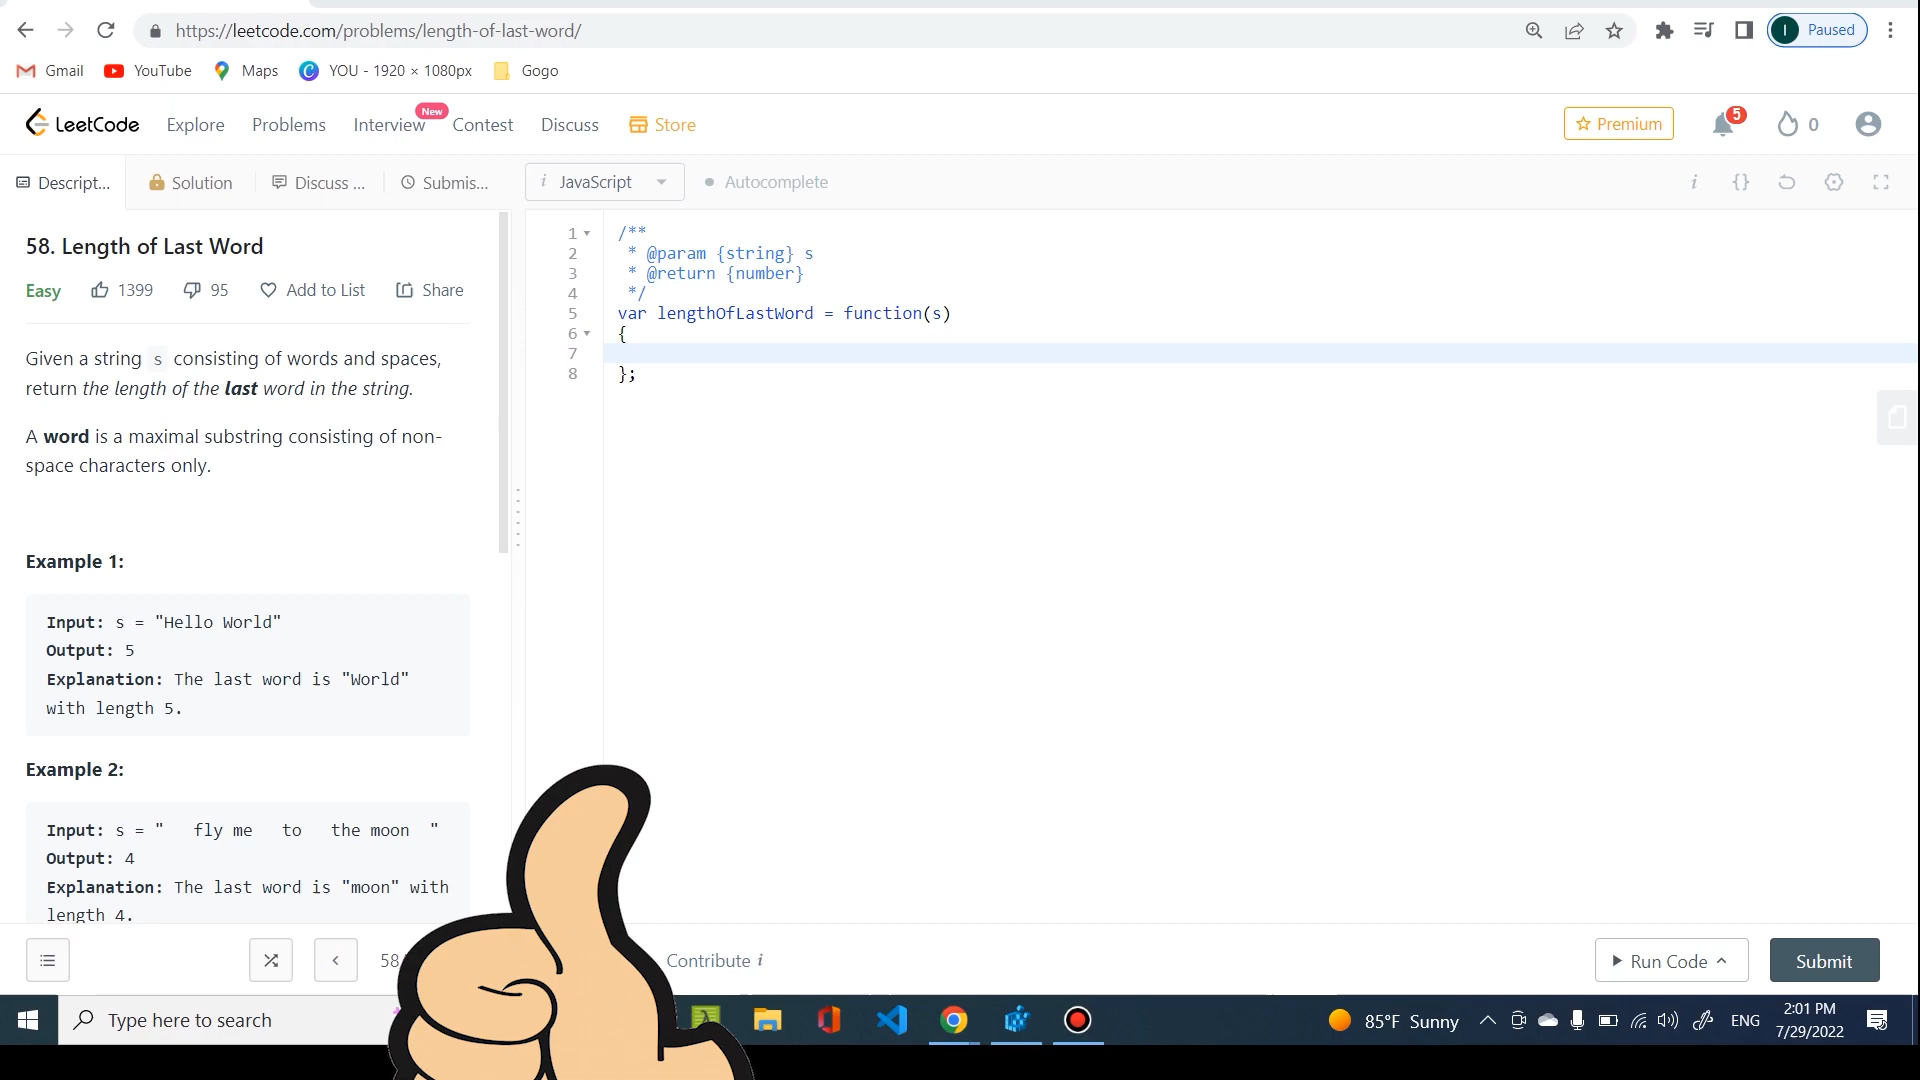 https://leetcode.com/problems/length-of-last-word/
Paused
Gmail
YouTube
Maps
YOU - 1920 × 1080px
Gogo
LeetCode
Explore
Problems
Interview
New
Contest
Discuss
Store
Premium
5
0
Descript...
Solution
Discuss ...
Submis...
i JavaScript
Autocomplete
i {}
58. Length of Last Word
Easy
1399
95
Add to List
Share
Given a string s consisting of words and spaces,
return the length of the last word in the string.
A word is a maximal substring consisting of non-
space characters only.
Example 1:
Input: s = "Hello World"
Output: 5
Explanation: The last word is "World"
with length 5.
Example 2:
Input: s = "   fly me   to   the moon  "
Output: 4
Explanation: The last word is "moon" with
length 4.
1 /**
2  * @param {string} s
3  * @return {number}
4  */
5 var lengthOfLastWord = function(s)
6 {
7
8 };
58
Contribute i
Run Code
Submit
Type here to search
85°F Sunny
ENG
2:01 PM
7/29/2022